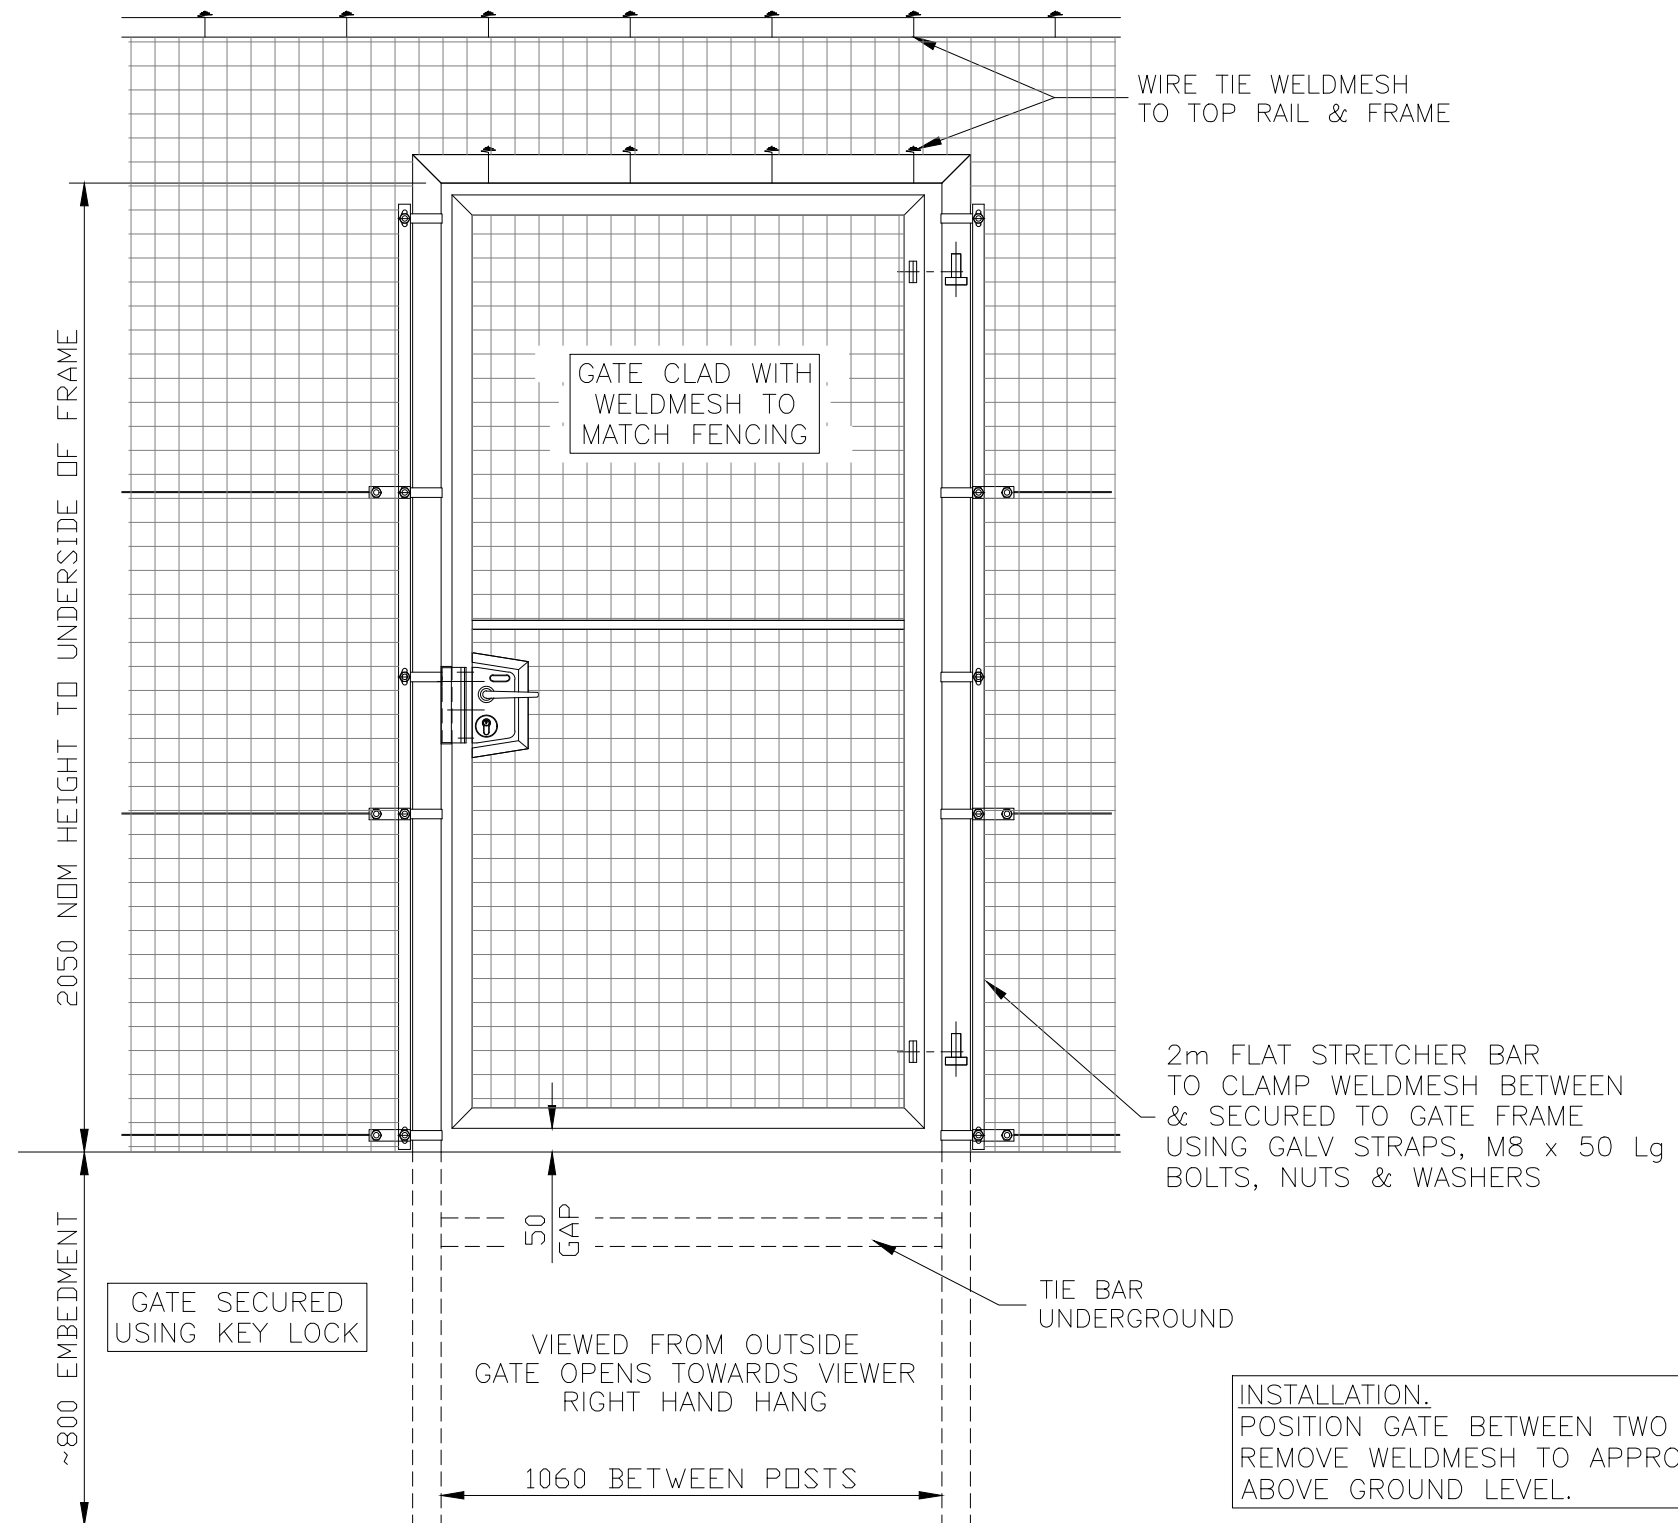 WIRE TIE WELDMESH
TO TOP RAIL & FRAME
GATE CLAD WITH
WELDMESH TO
MATCH FENCING
2050 NOM HEIGHT TO UNDERSIDE OF FRAME
2m FLAT STRETCHER BAR
TO CLAMP WELDMESH BETWEEN
& SECURED TO GATE FRAME
USING GALV STRAPS, M8 x 50 Lg
BOLTS, NUTS & WASHERS
50
GAP
~800 EMBEDMENT
GATE SECURED
USING KEY LOCK
TIE BAR
UNDERGROUND
VIEWED FROM OUTSIDE
GATE OPENS TOWARDS VIEWER
RIGHT HAND HANG
1060 BETWEEN POSTS
INSTALLATION.
POSITION GATE BETWEEN TWO
REMOVE WELDMESH TO
ABOVE GROUND LEVEL.